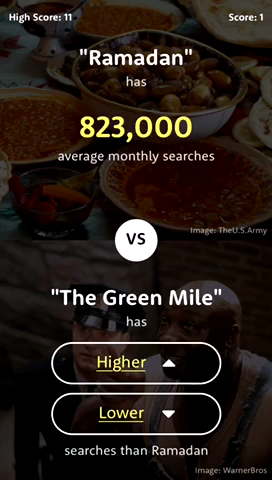 High Score: 11 Score: 1
"Ramadan"
has
823,000
average monthly searches
Image: TheU.S.Army
VS
"The Green Mile"
has
Higher
Lower
searches than Ramadan
Image: WarnerBros